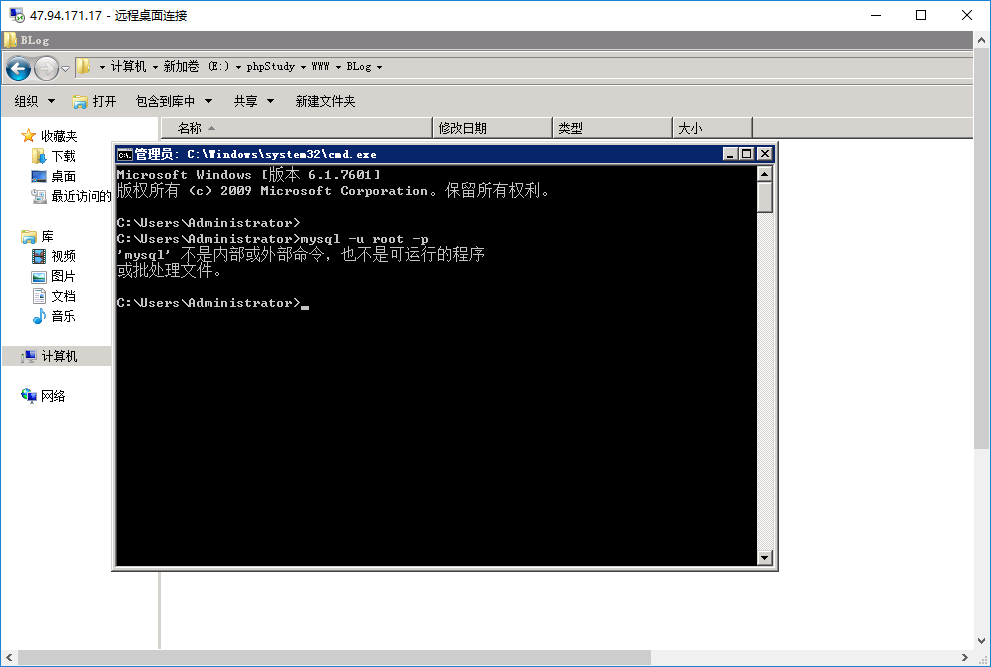 47.94.171.17 - 远程桌面连接
BLog
计算机 新加卷 (E:) phpStudy WWW BLog
组织 打开 包含到库中 共享 新建文件夹
收藏夹
下载
桌面
最近访问的
库
视频
图片
文档
音乐
计算机
网络
名称 修改日期 类型 大小
C:\. 管理员: C:\Windows\system32\cmd.exe
Microsoft Windows [版本 6.1.7601]
版权所有 (c) 2009 Microsoft Corporation。保留所有权利。
C:\Users\Administrator>
C:\Users\Administrator>mysql -u root -p
'mysql' 不是内部或外部命令，也不是可运行的程序
或批处理文件。
C:\Users\Administrator>_